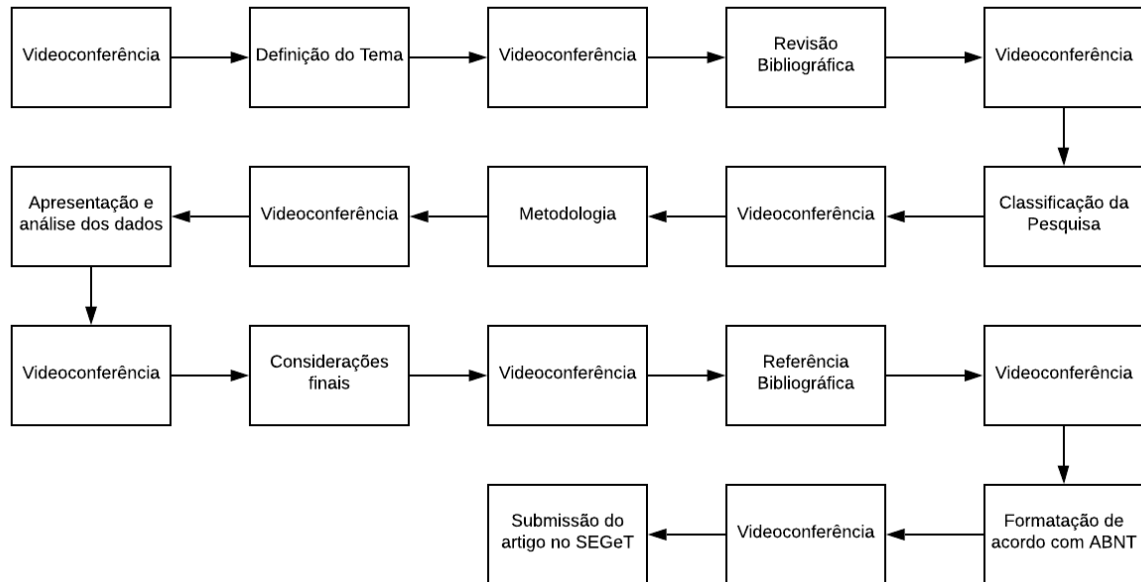 Videoconferência
Definição do Tema
Videoconferência
Revisão
Bibliográfica
Videoconferência
Classificação da
Pesquisa
Videoconferência
Metodologia
Videoconferência
Apresentação e
análise dos dados
Videoconferência
Considerações
finais
Videoconferência
Referência
Bibliográfica
Videoconferência
Formatação de
acordo com ABNT
Videoconferência
Submissão do
artigo no SEGeT